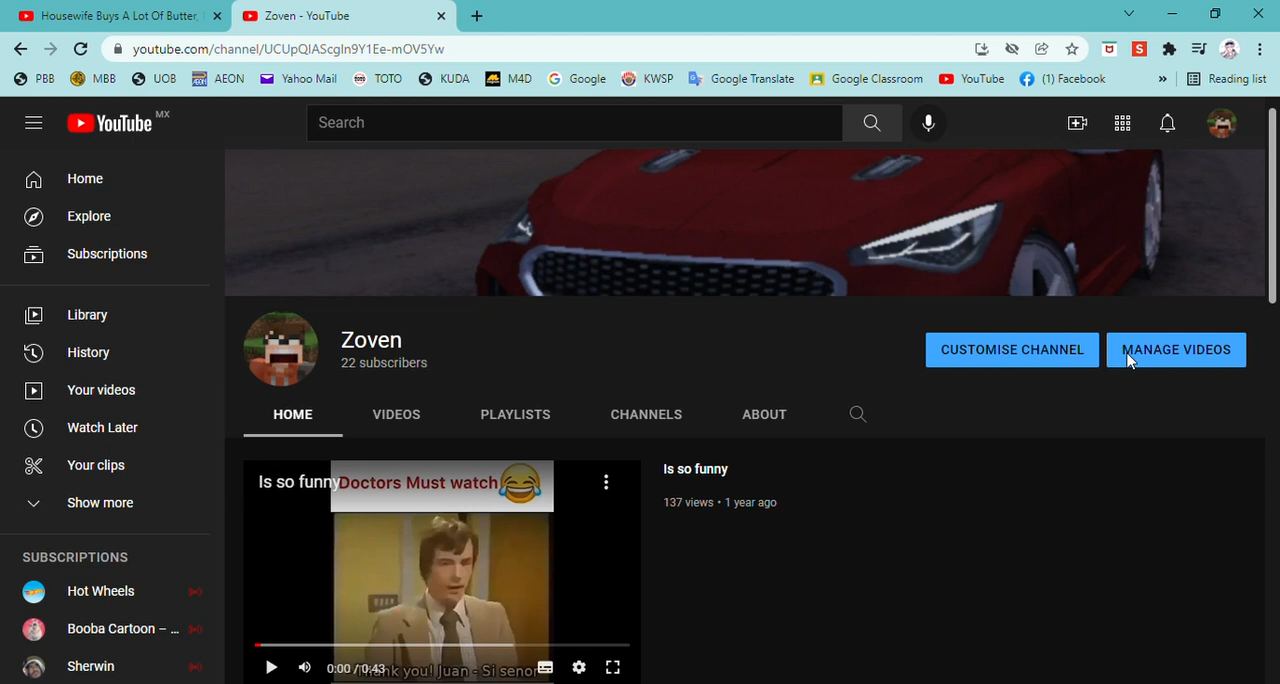 Housewife Buys A Lot Of Butter,
Zoven - YouTube
youtube.com/channel/UCUpQIAScgIn9Y1Ee-mOV5Yw
PBB MBB UOB AEON Yahoo Mail TOTO KUDA M4D Google KWSP Google Translate Google Classroom YouTube (1) Facebook » Reading list
YouTube MX
Search
Home
Explore
Subscriptions
Library
History
Your videos
Watch Later
Your clips
Show more
SUBSCRIPTIONS
Hot Wheels
Booba Cartoon – ...
Sherwin
Zoven
22 subscribers
CUSTOMISE CHANNEL MANAGE VIDEOS
HOME VIDEOS PLAYLISTS CHANNELS ABOUT
Is so funny
Doctors Must watch
Thank you! Juan - Si senor
0:00 / 0:43
Is so funny
137 views • 1 year ago